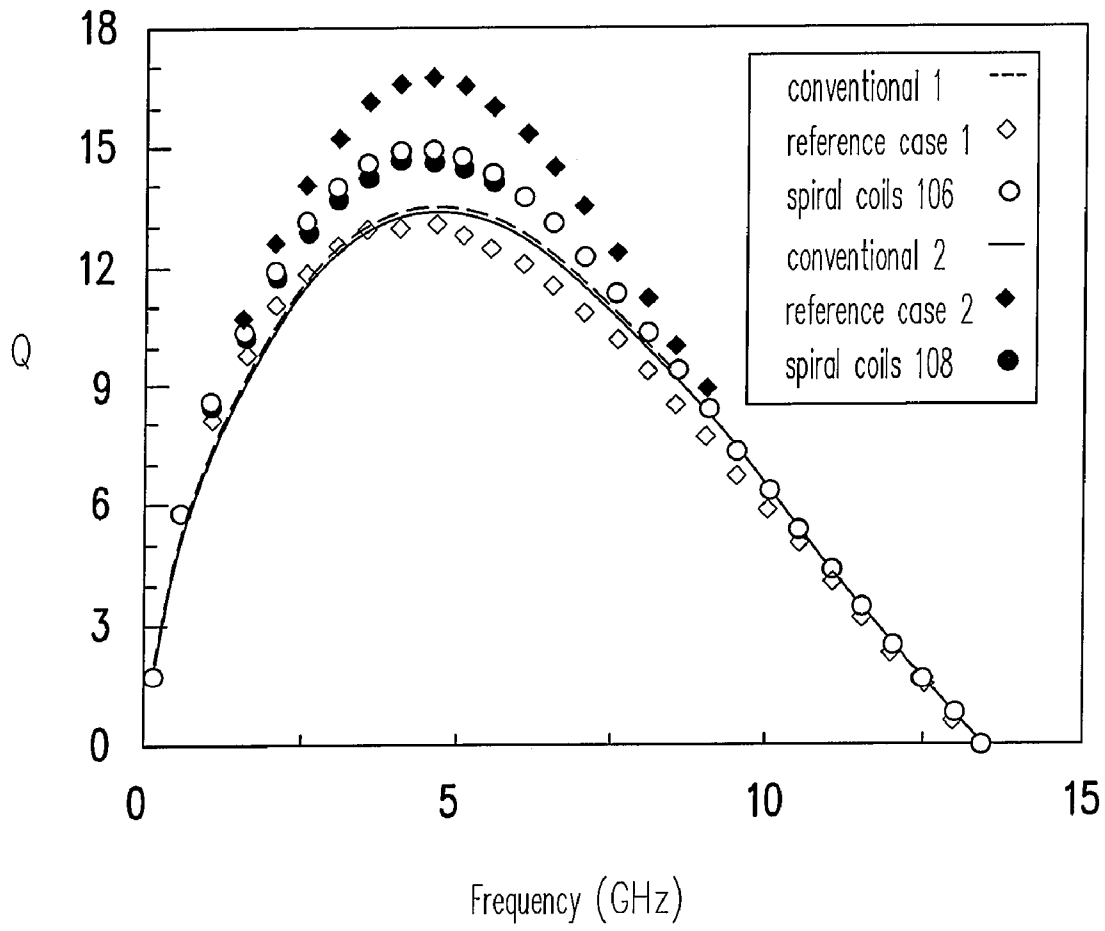 18
15
12
9
6
3
0
Q
conventional 1
reference case 1
spiral coils 106
conventional 2
reference case 2
spiral coils 108
0
5
10
15
Frequency (GHz)